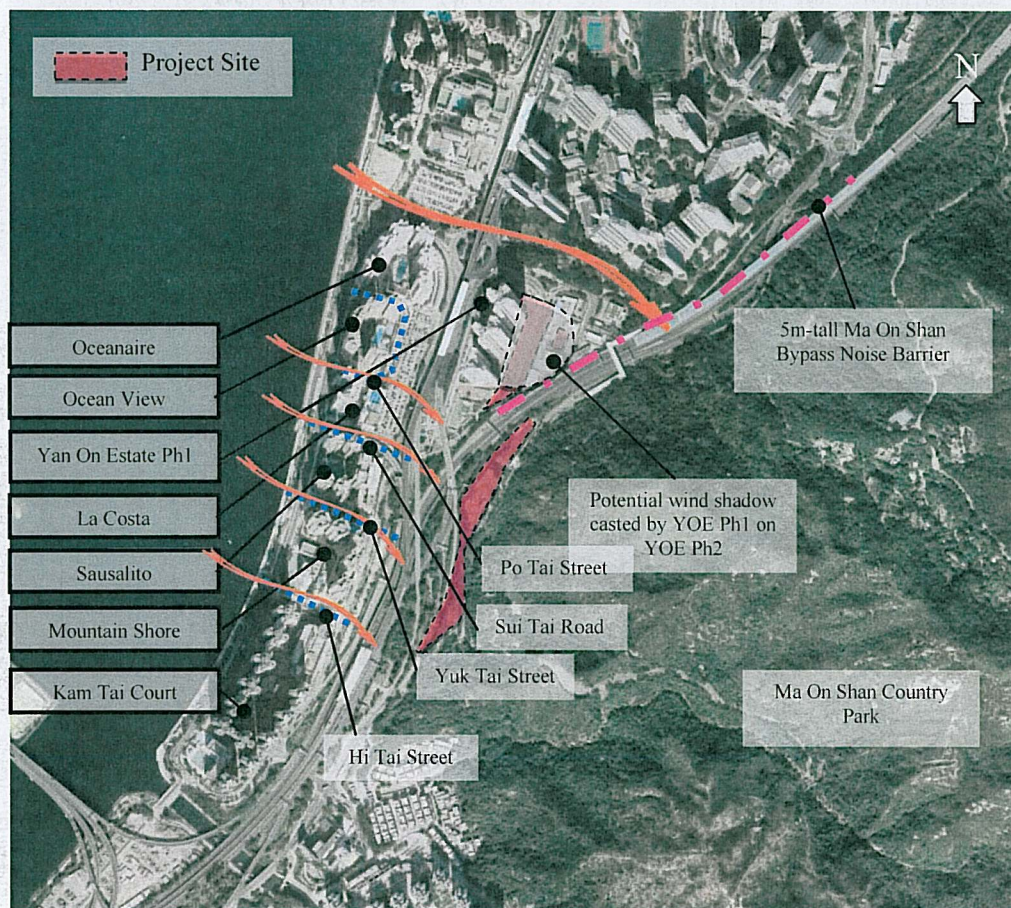 Project Site
N
Oceanaire
Ocean View
Yan On Estate Ph1
La Costa
Sausalito
Mountain Shore
Kam Tai Court
5m-tall Ma On Shan
Bypass Noise Barrier
Potential wind shadow
casted by YOE Ph1 on
YOE Ph2
Po Tai Street
Sui Tai Road
Yuk Tai Street
Hi Tai Street
Ma On Shan Country
Park